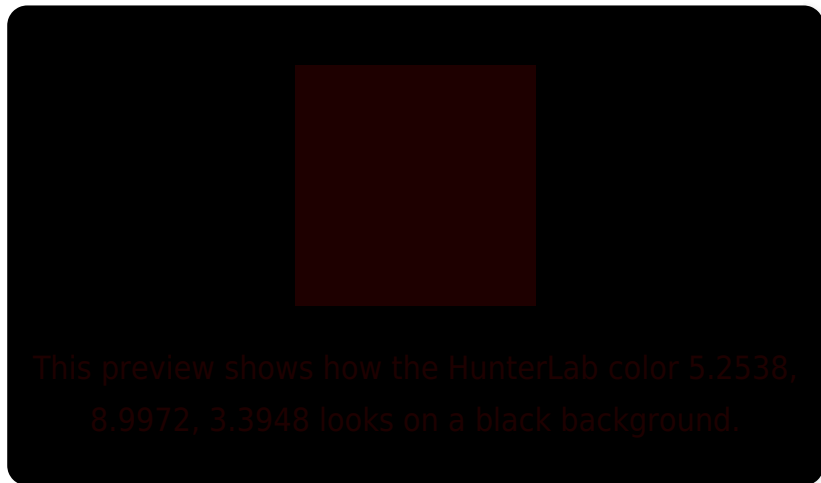 This preview shows how the HunterLab color 5.2538,
8.9972, 3.3948 looks on a black background.